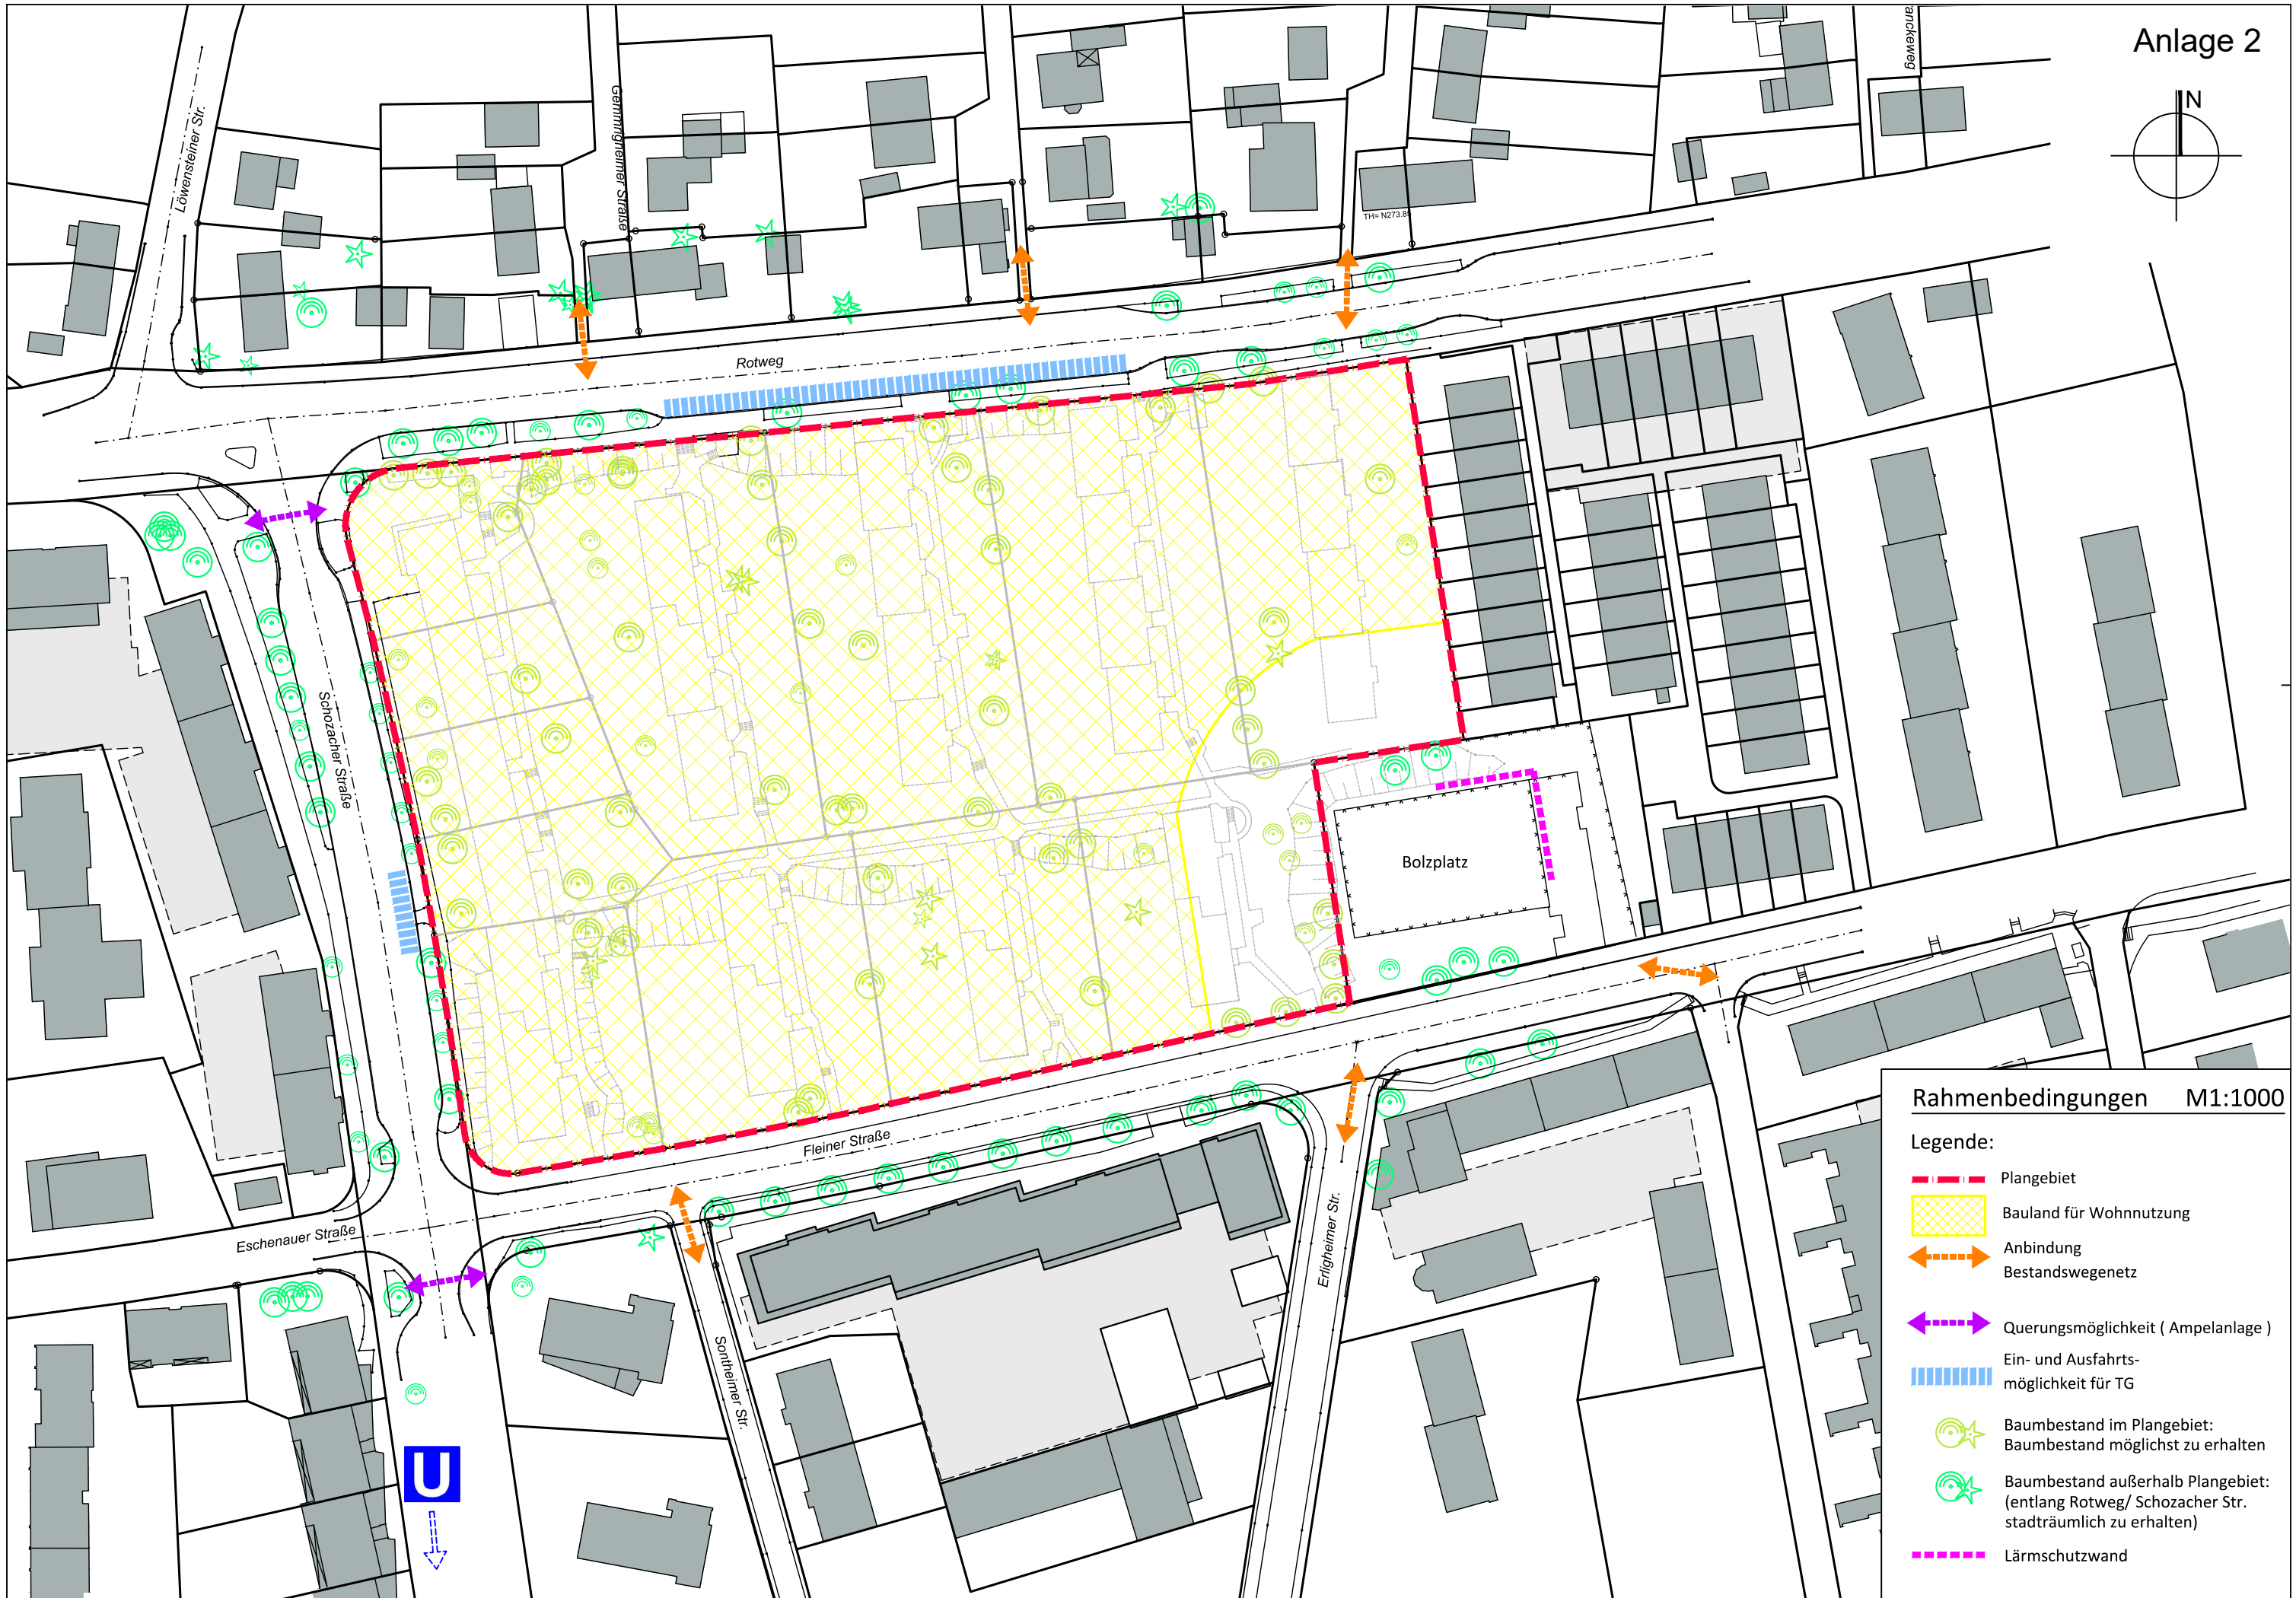 Anlage 2
N
Löwensteiner Str.
Gemmrigheimer Straße
anckeweg
TH= N273.85
Rotweg
Schozacher Straße
Bolzplatz
Fleiner Straße
Eschenauer Straße
Sontheimer Str.
Erligheimer Str.
U
Rahmenbedingungen M1:1000
Legende:
Plangebiet
Bauland für Wohnnutzung
Anbindung
Bestandswegenetz
Querungsmöglichkeit ( Ampelanlage )
Ein- und Ausfahrts-
möglichkeit für TG
Baumbestand im Plangebiet:
Baumbestand möglichst zu erhalten
Baumbestand außerhalb Plangebiet:
(entlang Rotweg/ Schozacher Str.
stadträumlich zu erhalten)
Lärmschutzwand